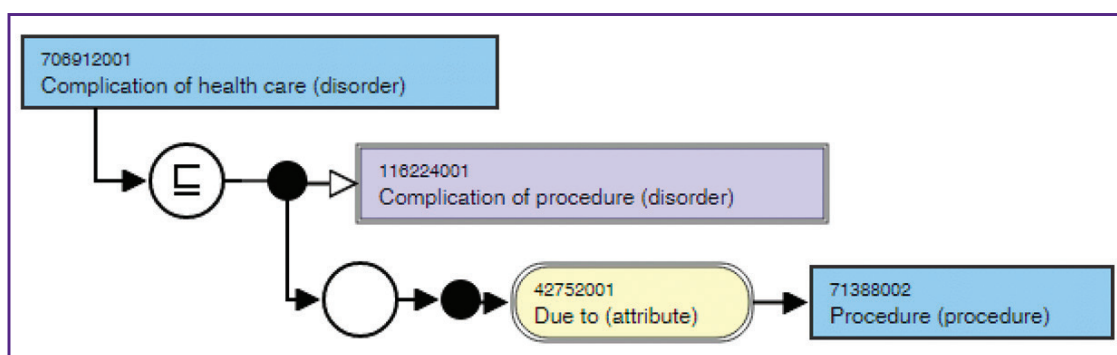 706912001
Complication of health care (disorder)
⊑
116224001
Complication of procedure (disorder)
42752001
Due to (attribute)
71388002
Procedure (procedure)